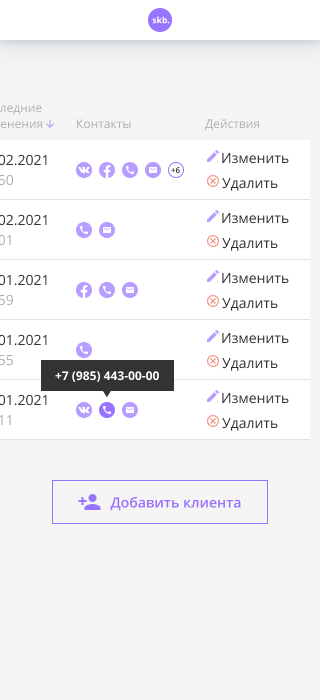 skb.
ледние
енения Контакты Действия
02.2021 Изменить
50 +6 Удалить
02.2021 Изменить
01 Удалить
01.2021 Изменить
59 Удалить
01.2021 Изменить
55 Удалить
+7 (985) 443-00-00
01.2021 Изменить
11 Удалить
Добавить клиента